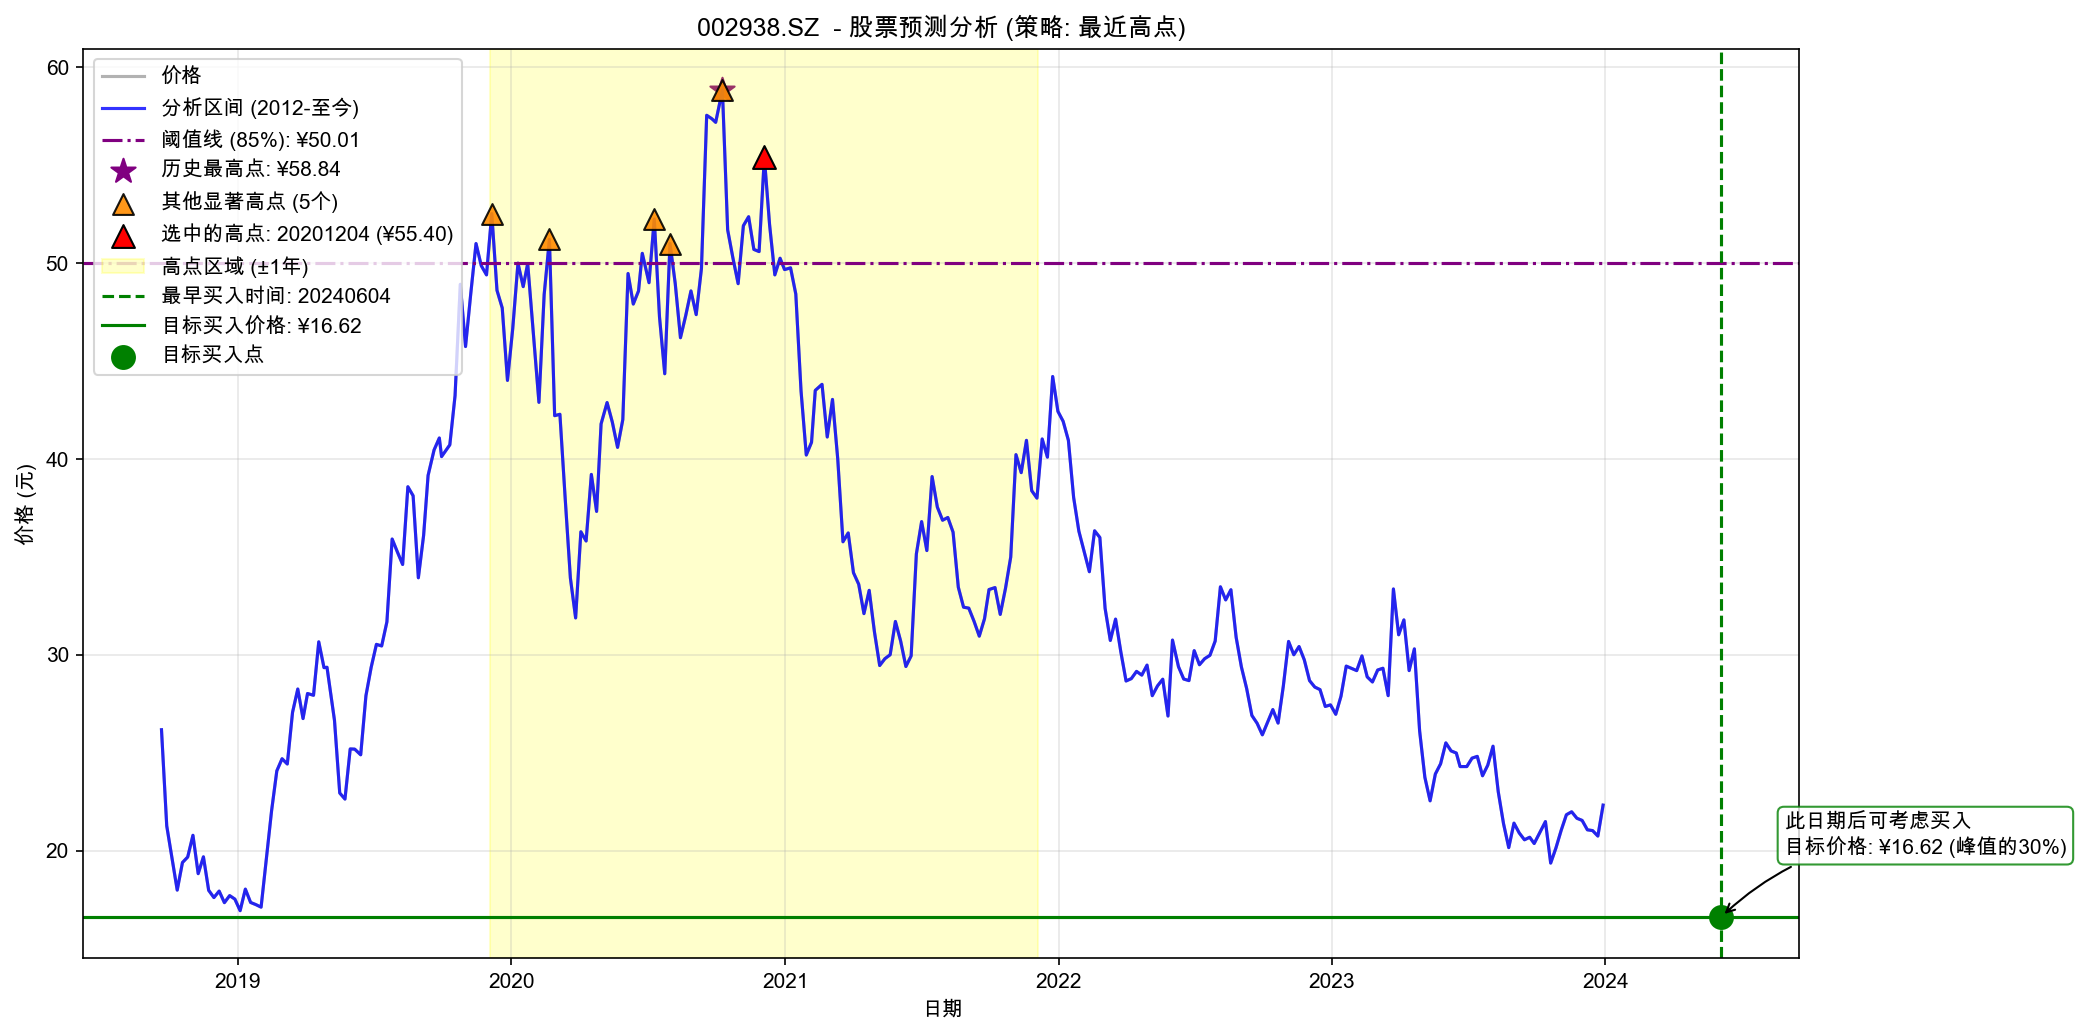 002938.SZ - 股票预测分析 (策略: 最近高点)
价格
分析区间 (2012-至今)
阈值线 (85%): ¥50.01
历史最高点: ¥58.84
其他显著高点 (5个)
选中的高点: 20201204 (¥55.40)
高点区域 (±1年)
最早买入时间: 20240604
目标买入价格: ¥16.62
目标买入点
60
50
40
30
20
价格 (元)
此日期后可考虑买入
目标价格: ¥16.62 (峰值的30%)
2019
2020
2021
2022
2023
2024
日期